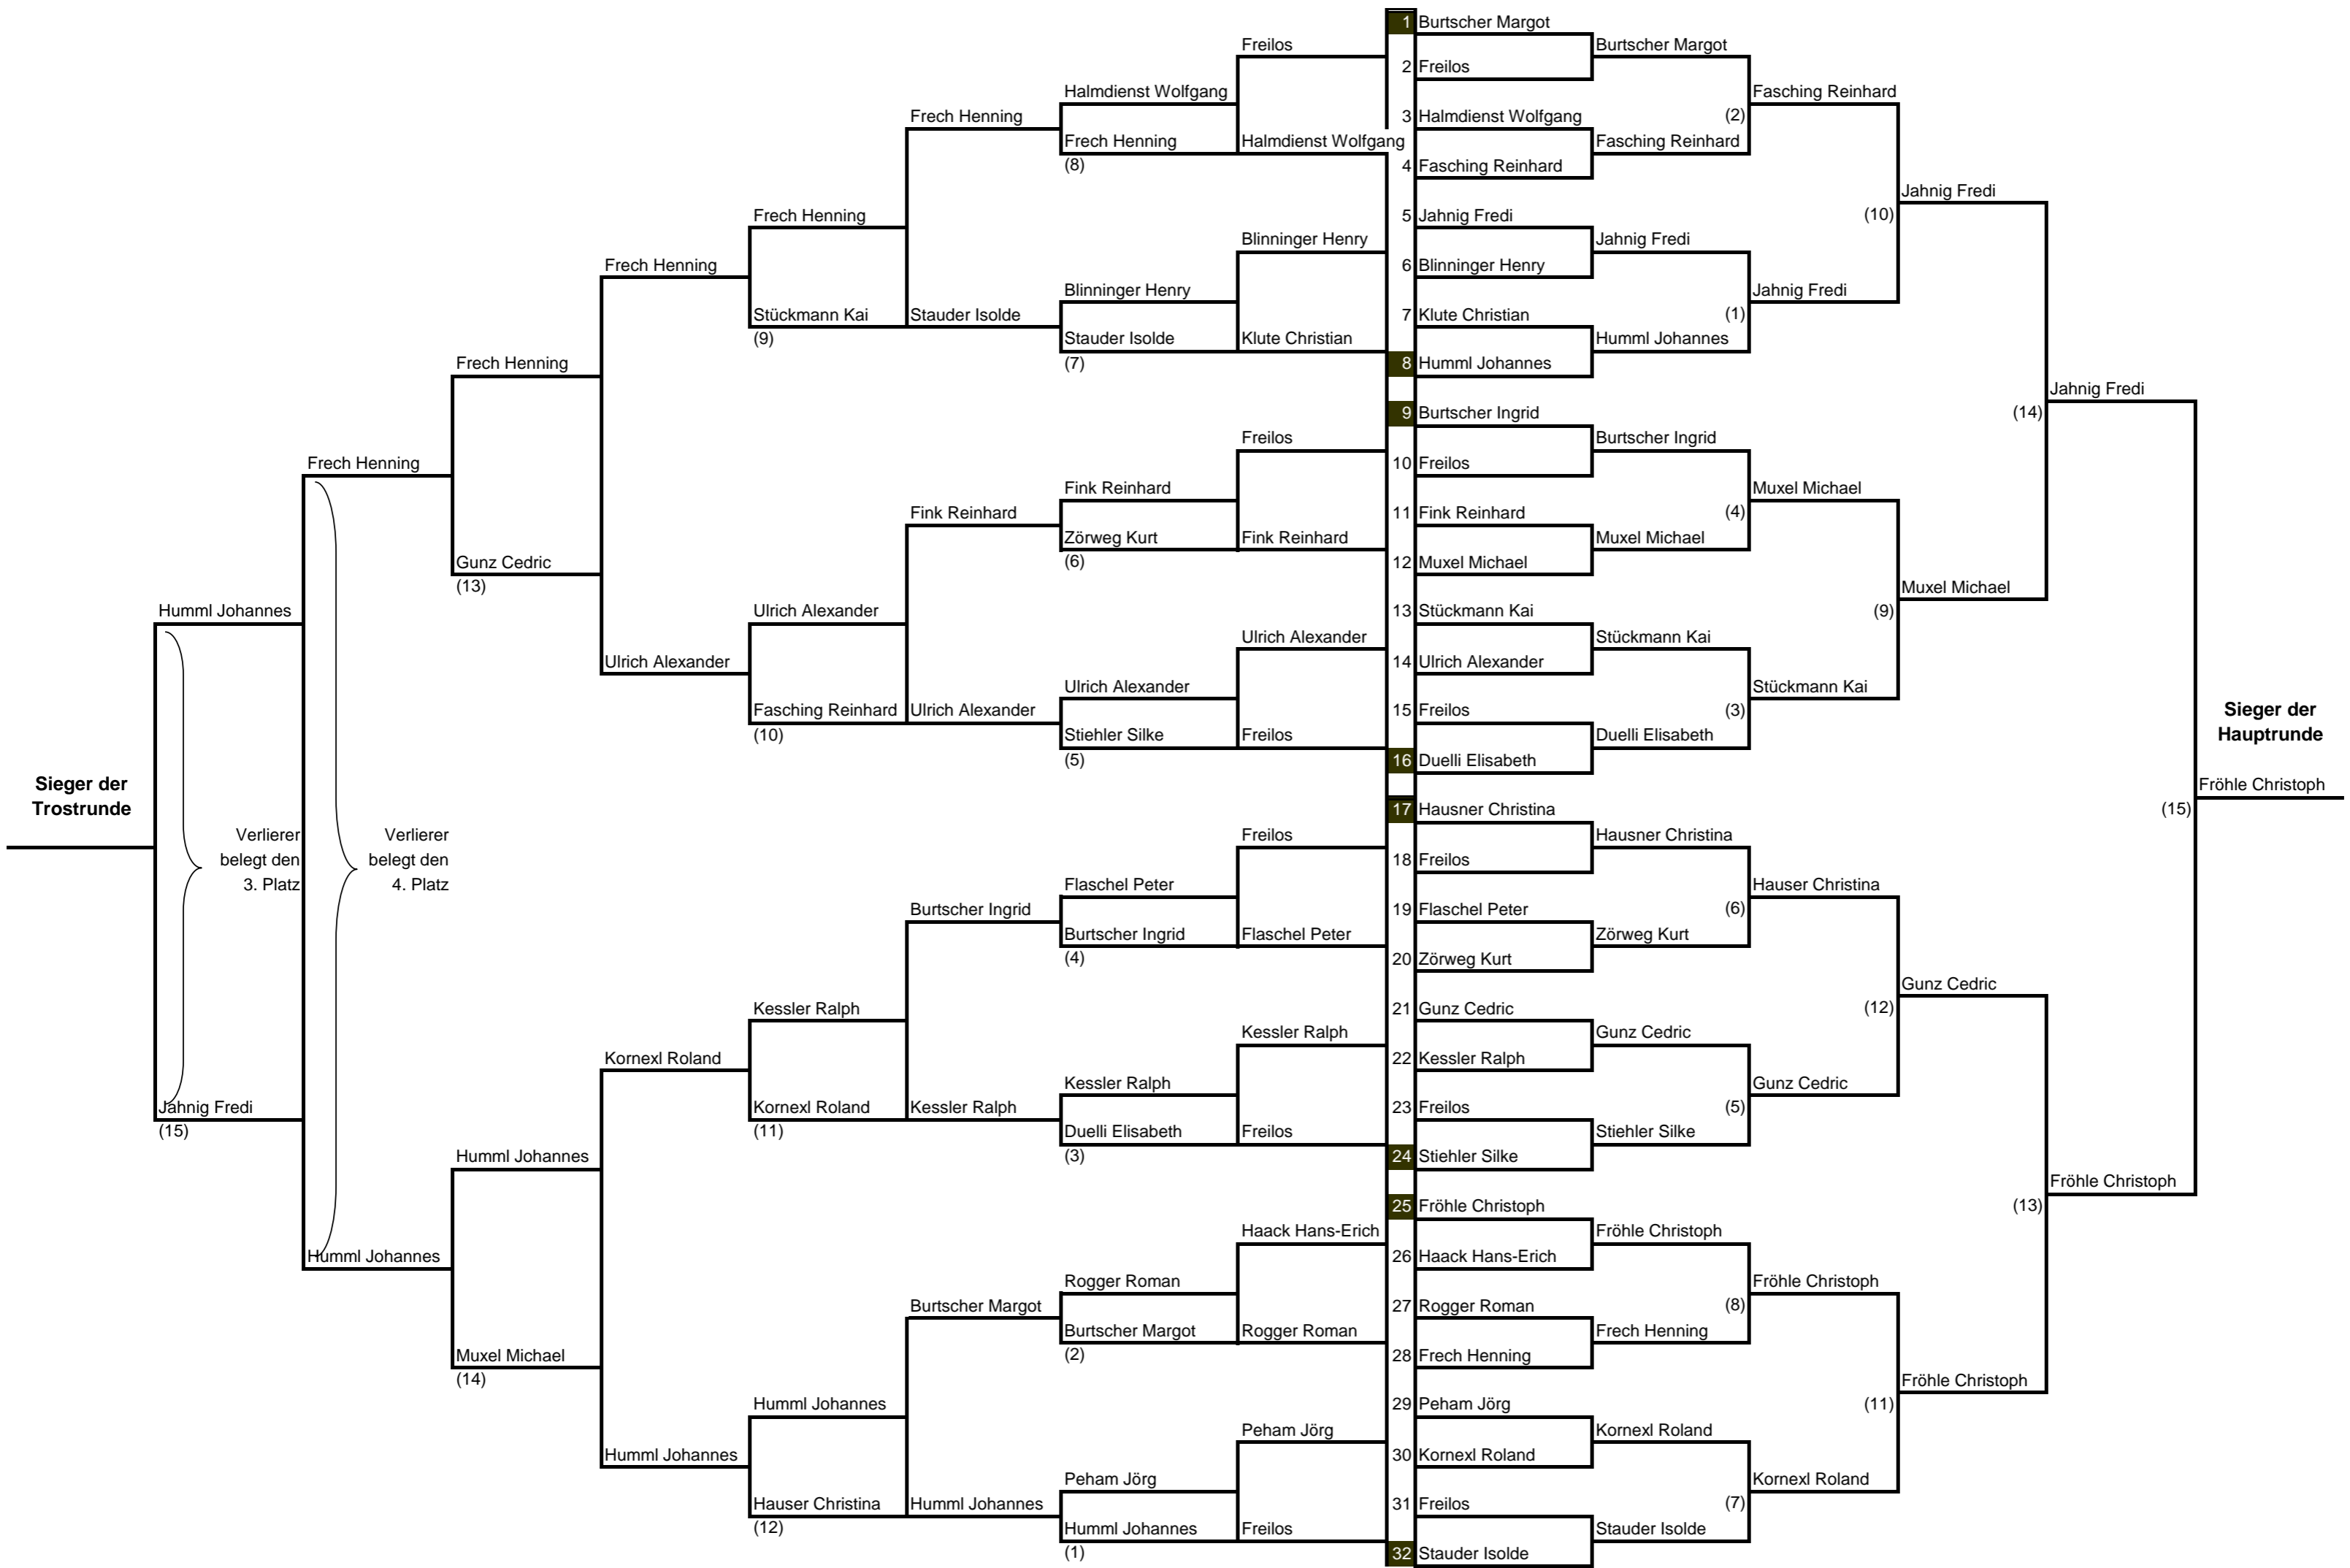 1 Burtscher Margot
Freilos Burtscher Margot
2 Freilos
Halmdienst Wolfgang Fasching Reinhard
Frech Henning 3 Halmdienst Wolfgang (2)
Frech Henning Halmdienst Wolfgang Fasching Reinhard
(8) 4 Fasching Reinhard
Jahnig Fredi
Frech Henning 5 Jahnig Fredi (10)
Blinninger Henry Jahnig Fredi
Frech Henning 6 Blinninger Henry
Blinninger Henry Jahnig Fredi
Stückmann Kai Stauder Isolde 7 Klute Christian (1)
(9) Stauder Isolde Klute Christian Humml Johannes
Frech Henning (7) 8 Humml Johannes
Jahnig Fredi
9 Burtscher Ingrid (14)
Freilos Burtscher Ingrid
Frech Henning 10 Freilos
Fink Reinhard Muxel Michael
Fink Reinhard 11 Fink Reinhard (4)
Zörweg Kurt Fink Reinhard Muxel Michael
Gunz Cedric (6) 12 Muxel Michael
(13) Muxel Michael
Humml Johannes Ulrich Alexander 13 Stückmann Kai (9)
Ulrich Alexander Stückmann Kai
Ulrich Alexander 14 Ulrich Alexander
Ulrich Alexander Stückmann Kai
Fasching Reinhard Ulrich Alexander 15 Freilos (3) Sieger der
(10) Stiehler Silke Freilos Duelli Elisabeth Hauptrunde
(5) 16 Duelli Elisabeth
Sieger der Fröhle Christoph
Trostrunde 17 Hausner Christina (15)
Verlierer Verlierer Freilos Hausner Christina
belegt den belegt den 18 Freilos
3. Platz 4. Platz Flaschel Peter Hauser Christina
Burtscher Ingrid 19 Flaschel Peter (6)
Burtscher Ingrid Flaschel Peter Zörweg Kurt
(4) 20 Zörweg Kurt
Gunz Cedric
Kessler Ralph 21 Gunz Cedric (12)
Kessler Ralph Gunz Cedric
Kornexl Roland 22 Kessler Ralph
Kessler Ralph Gunz Cedric
Jahnig Fredi Kornexl Roland Kessler Ralph 23 Freilos (5)
(15) (11) Duelli Elisabeth Freilos Stiehler Silke
Humml Johannes (3) 24 Stiehler Silke
Fröhle Christoph
25 Fröhle Christoph (13)
Haack Hans-Erich Fröhle Christoph
Humml Johannes 26 Haack Hans-Erich
Rogger Roman Fröhle Christoph
Burtscher Margot 27 Rogger Roman (8)
Burtscher Margot Rogger Roman Frech Henning
Muxel Michael (2) 28 Frech Henning
(14) Fröhle Christoph
Humml Johannes 29 Peham Jörg (11)
Peham Jörg Kornexl Roland
Humml Johannes 30 Kornexl Roland
Peham Jörg Kornexl Roland
Hauser Christina Humml Johannes 31 Freilos (7)
(12) Humml Johannes Freilos Stauder Isolde
(1) 32 Stauder Isolde